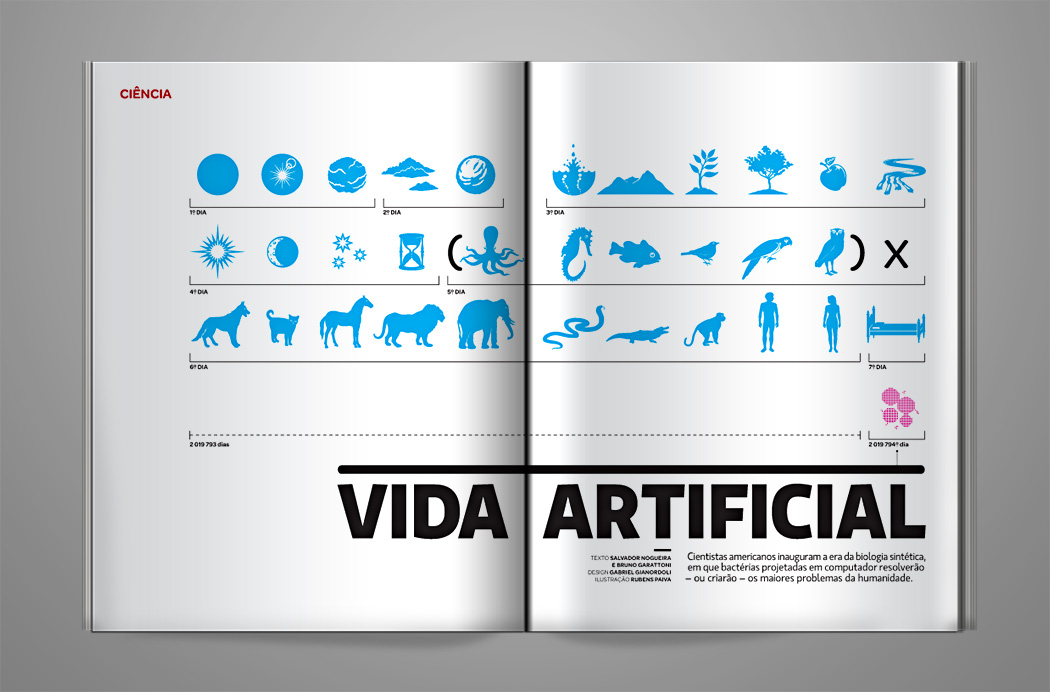 CIÊNCIA
1º DIA
2º DIA
3º DIA
( ) X
4º DIA
5º DIA
6º DIA
7º DIA
2 019 793 dias
2 019 794º dia
VIDA ARTIFICIAL
TEXTO SALVADOR NOGUEIRA
E BRUNO GARATTONI
DESIGN GABRIEL GIANORDOLI
ILUSTRAÇÃO RUBENS PAIVA
Cientistas americanos inauguram a era da biologia sintética,
em que bactérias projetadas em computador resolverão
– ou criarão – os maiores problemas da humanidade.